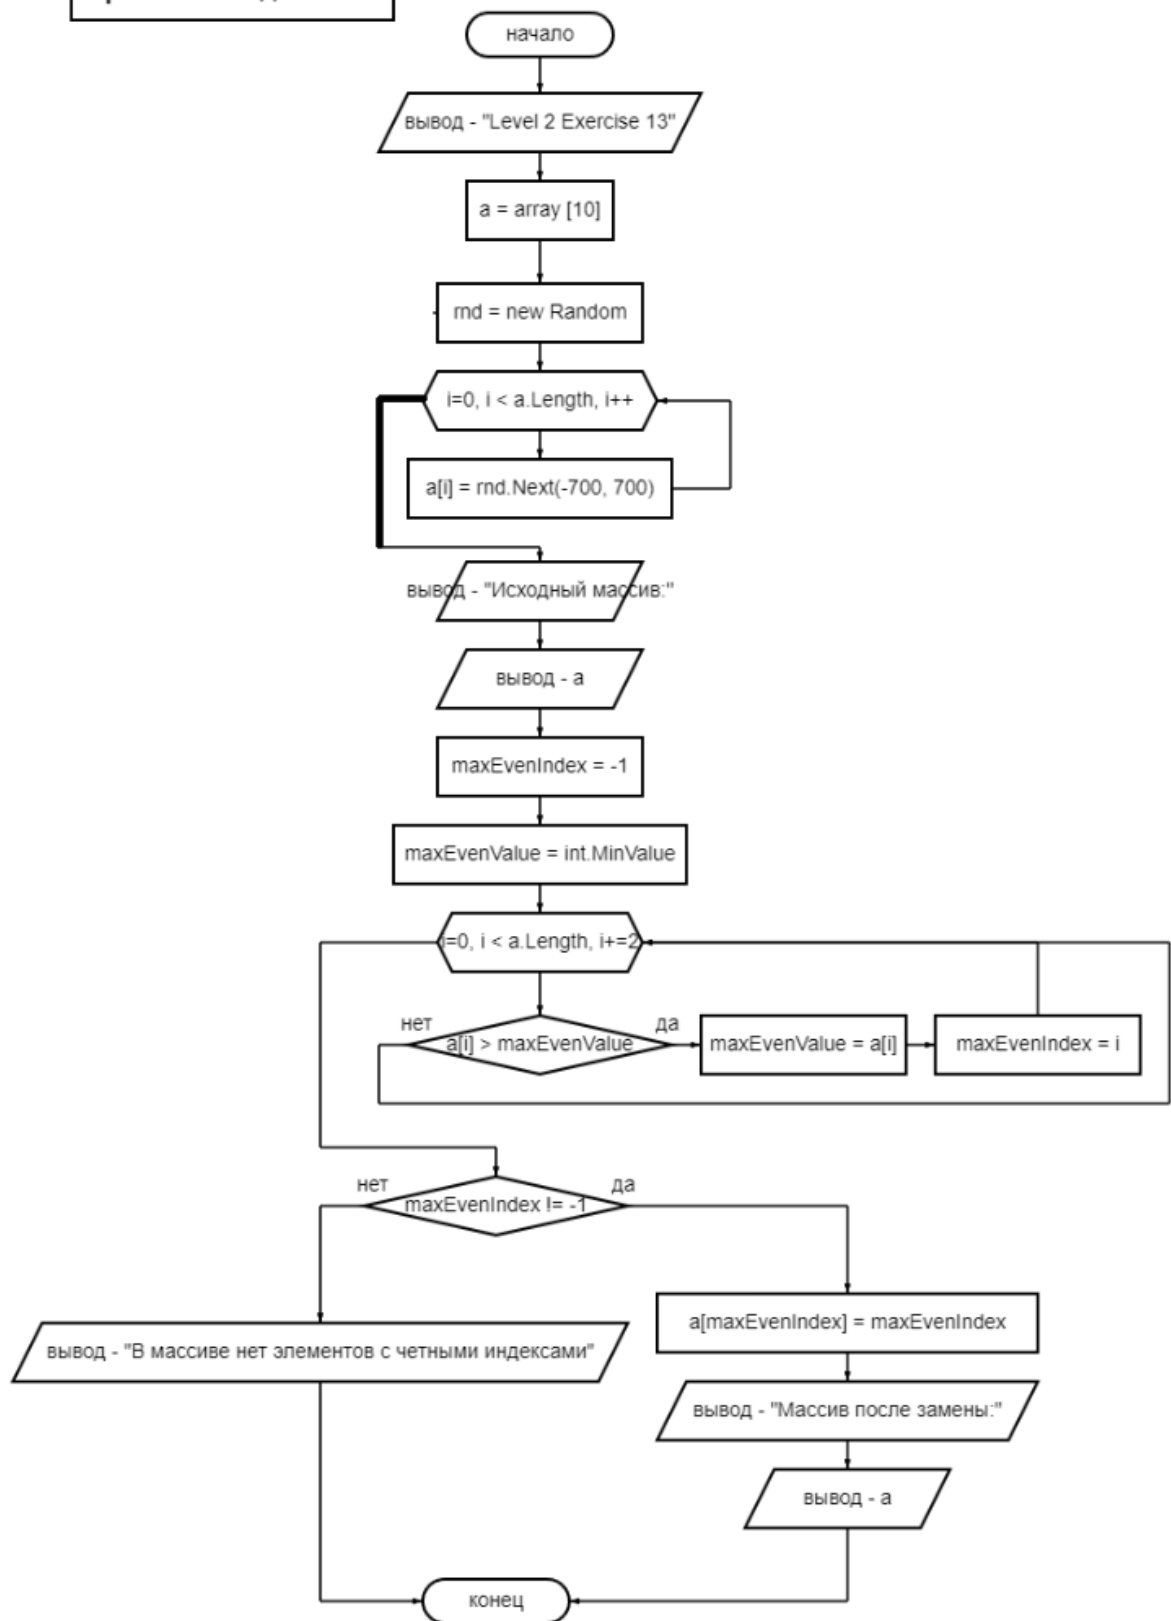 начало
вывод - "Level 2 Exercise 13"
a = array [10]
rnd = new Random
i=0, i < a.Length, i++
a[i] = rnd.Next(-700, 700)
вывод - "Исходный массив:"
вывод - a
maxEvenIndex = -1
maxEvenValue = int.MinValue
i=0, i < a.Length, i+=2
нет
да
a[i] > maxEvenValue
maxEvenValue = a[i]
maxEvenIndex = i
нет
да
maxEvenIndex != -1
a[maxEvenIndex] = maxEvenIndex
вывод - "В массиве нет элементов с четными индексами"
вывод - "Массив после замены:"
вывод - a
конец